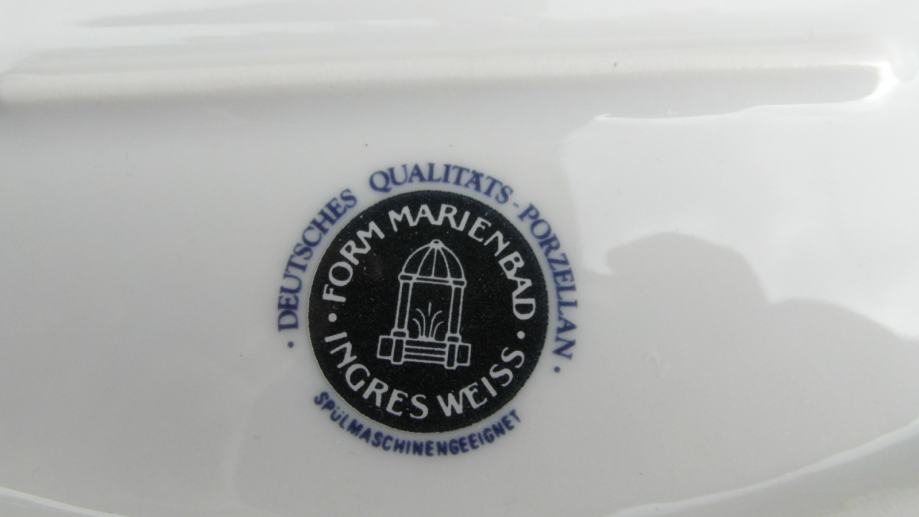 · DEUTSCHES QUALITÄTS-PORZELLAN ·
· FORM MARIENBAD ·
INGRES WEISS
SPÜLMASCHINENGEEIGNET